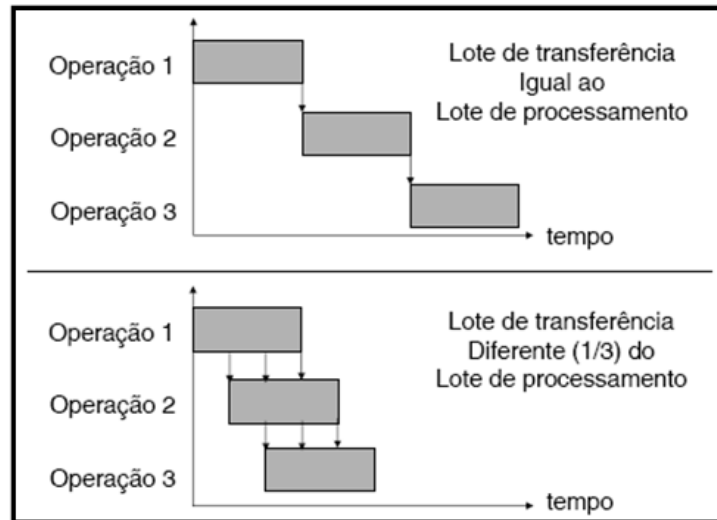 Operação 1
Operação 2
Operação 3
Lote de transferência
Igual ao
Lote de processamento
tempo
Operação 1
Operação 2
Operação 3
Lote de transferência
Diferente (1/3) do
Lote de processamento
tempo